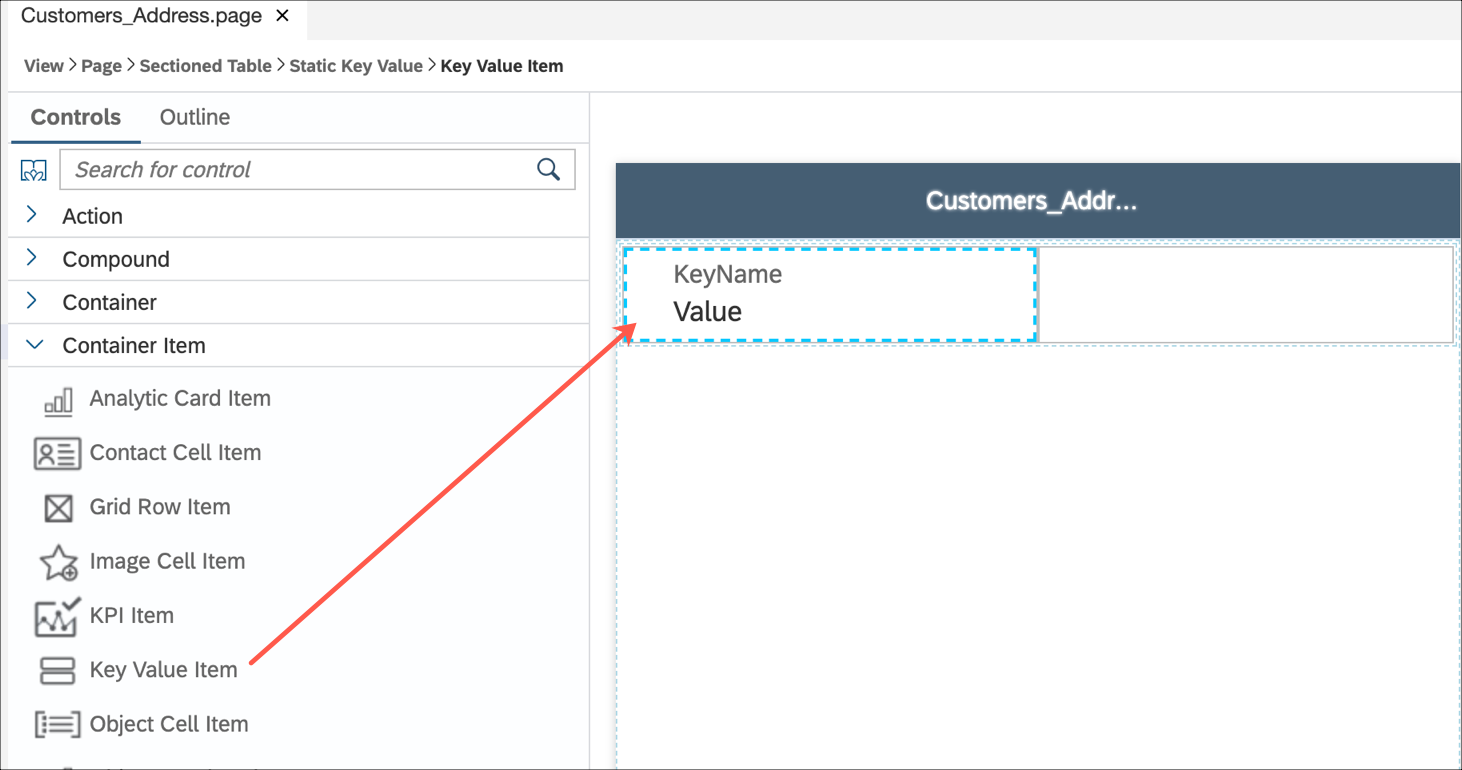 Customers_Address.page ×
View > Page > Sectioned Table > Static Key Value > Key Value Item
Controls Outline
Search for control
Action
Compound
Container
Container Item
Analytic Card Item
Contact Cell Item
Grid Row Item
Image Cell Item
KPI Item
Key Value Item
Object Cell Item
Customers_Addr...
KeyName
Value